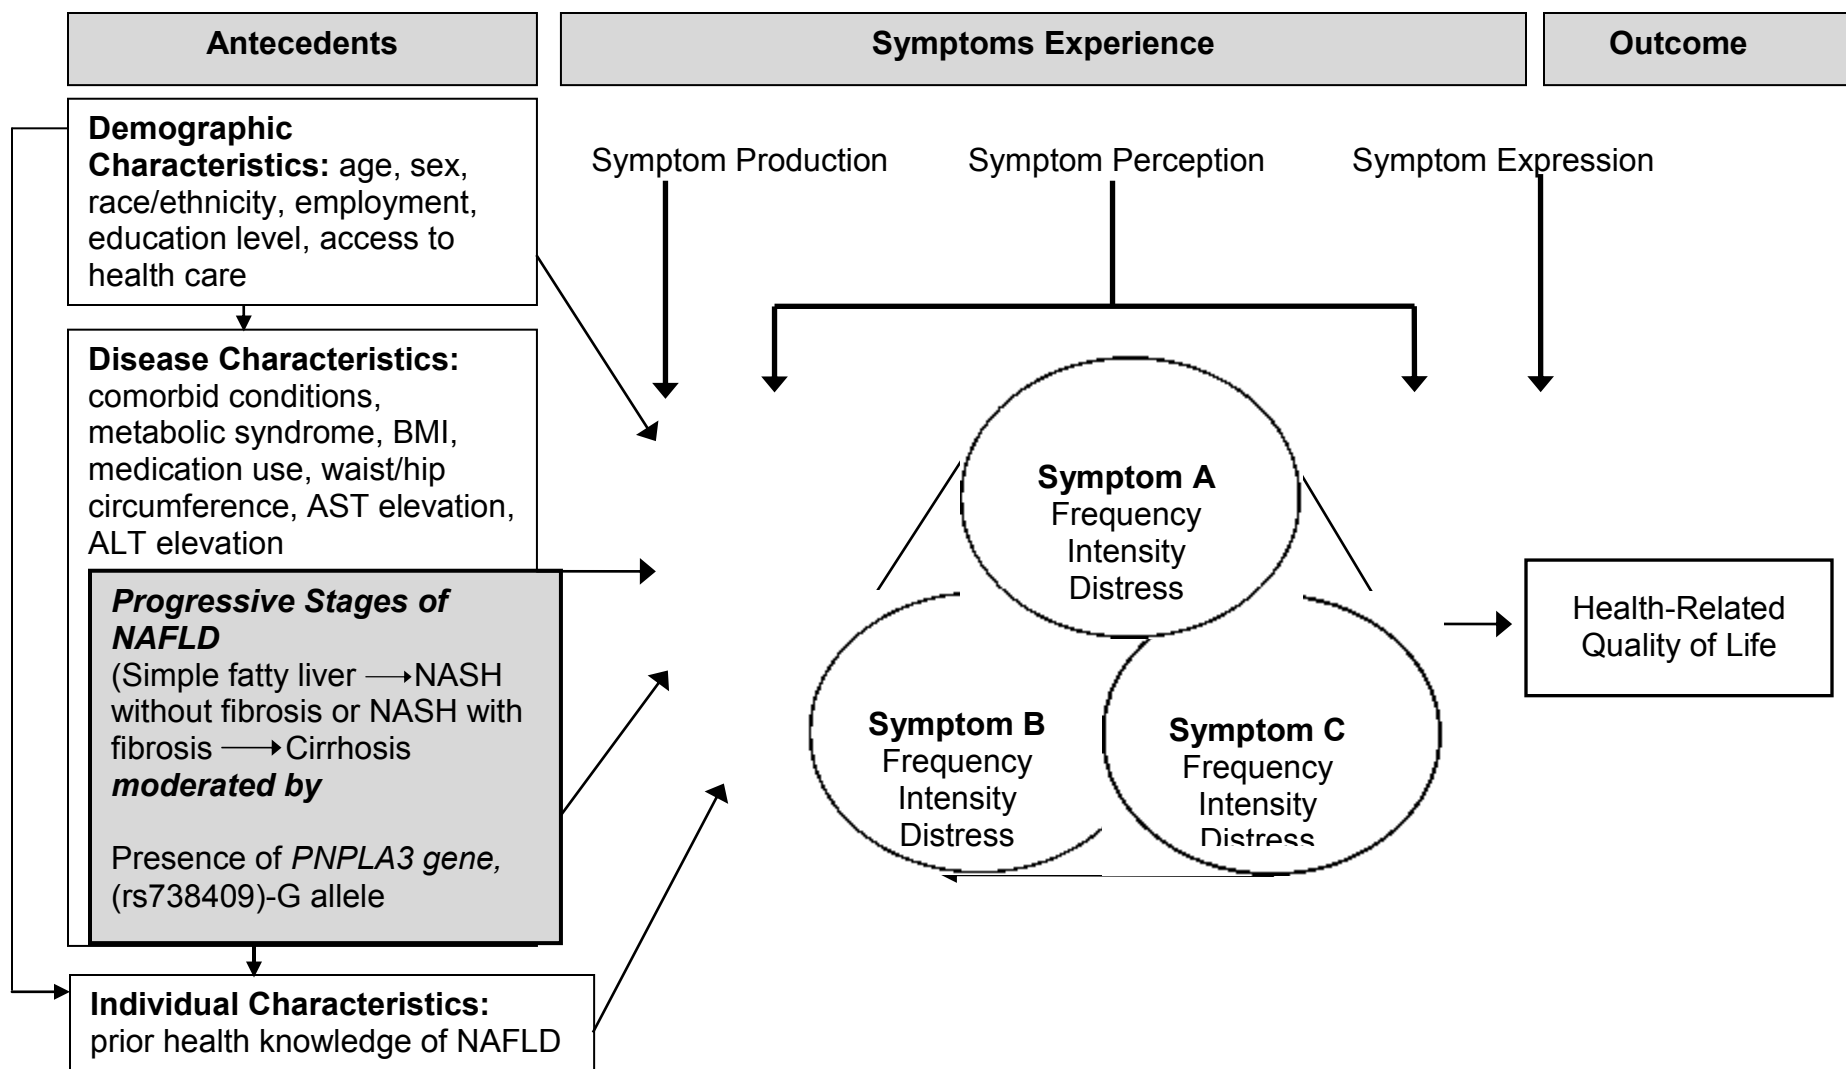 Antecedents
Symptoms Experience
Outcome
Demographic
Characteristics: age, sex,
race/ethnicity, employment,
education level, access to
health care
Disease Characteristics:
comorbid conditions,
metabolic syndrome, BMI,
medication use, waist/hip
circumference, AST elevation,
ALT elevation
Progressive Stages of
NAFLD
(Simple fatty liver → NASH
without fibrosis or NASH with
fibrosis → Cirrhosis
moderated by
Presence of PNPLA3 gene,
(rs738409)-G allele
Individual Characteristics:
prior health knowledge of NAFLD
Symptom Production
Symptom Perception
Symptom Expression
Symptom A
Frequency
Intensity
Distress
Symptom B
Frequency
Intensity
Distress
Symptom C
Frequency
Intensity
Distress
Health-Related
Quality of Life